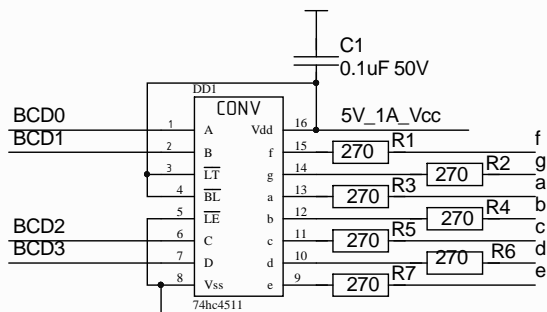 C1
0.1uF 50V
DD1
CONV
BCD0 1 A Vdd 16 5V_1A_Vcc
BCD1 2 B f 15 270 R1 f
3 LT g 14 270 R2 g
4 BL a 13 270 R3 a
5 LE b 12 270 R4 b
BCD2 6 C c 11 270 R5 c
BCD3 7 D d 10 270 R6 d
8 Vss e 9 270 R7 e
74hc4511